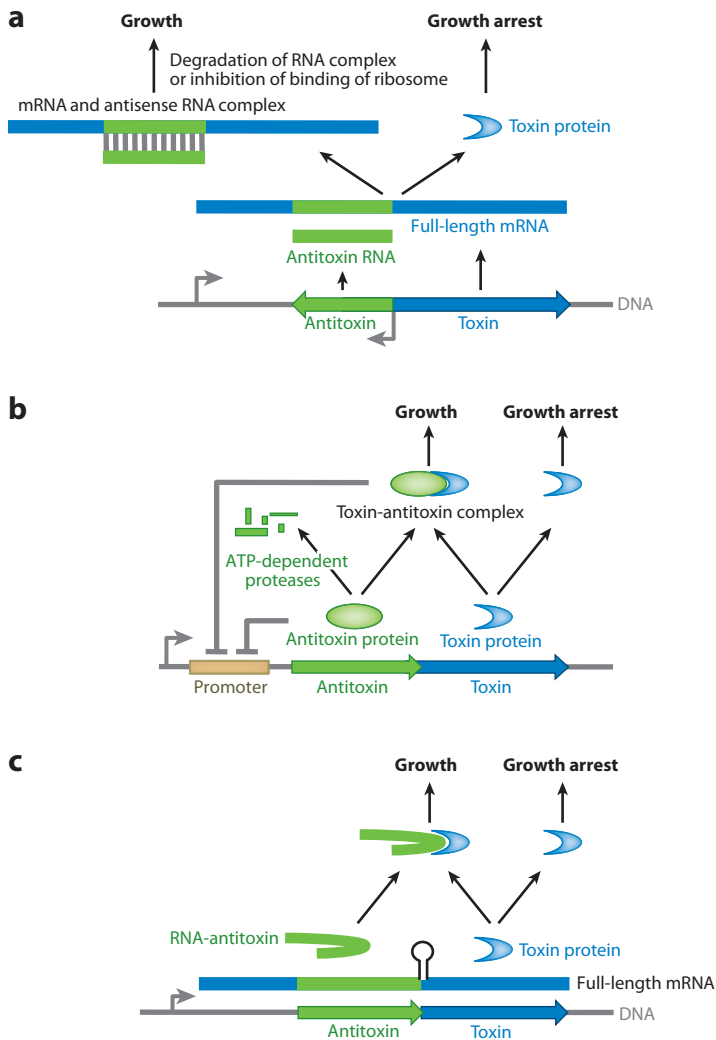 a
Growth
Growth arrest
Degradation of RNA complex
or inhibition of binding of ribosome
mRNA and antisense RNA complex
Toxin protein
Full-length mRNA
Antitoxin RNA
DNA
Antitoxin
Toxin
b
Growth
Growth arrest
Toxin-antitoxin complex
ATP-dependent
proteases
Antitoxin protein
Toxin protein
Promoter
Antitoxin
Toxin
c
Growth
Growth arrest
RNA-antitoxin
Toxin protein
Full-length mRNA
DNA
Antitoxin
Toxin